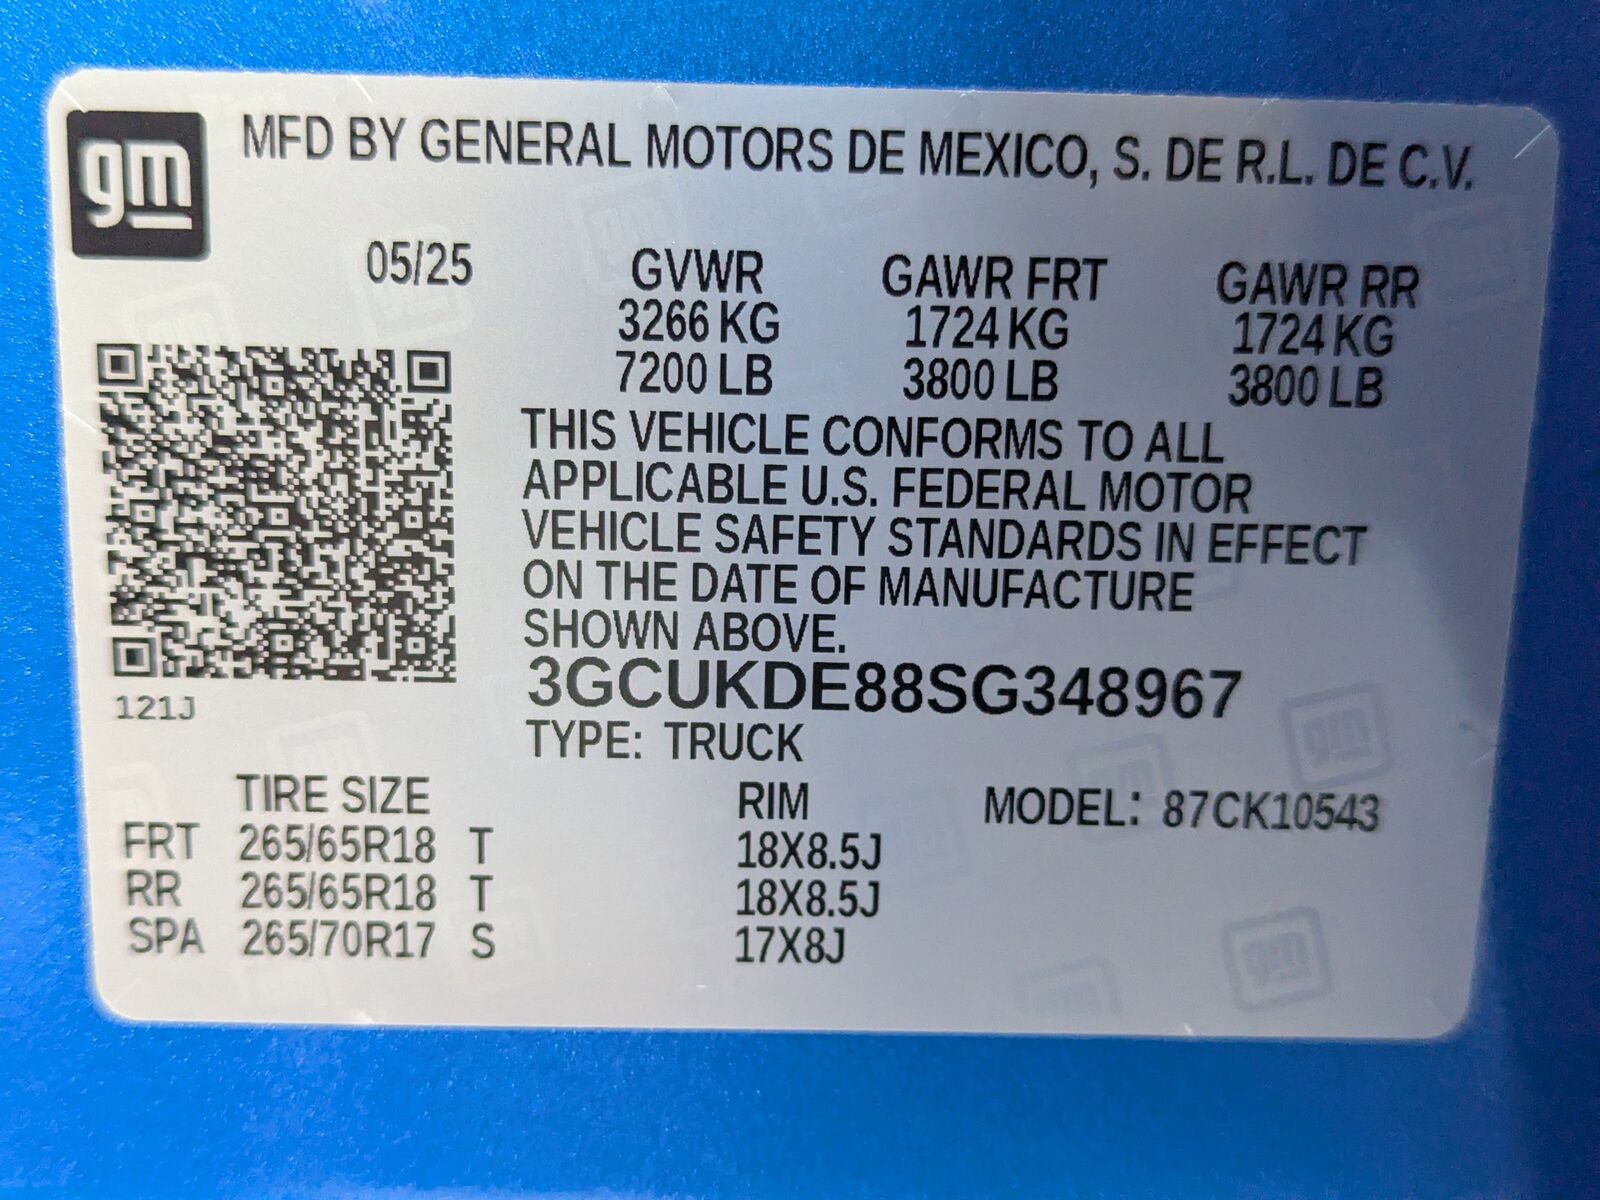 gm
MFD BY GENERAL MOTORS DE MEXICO, S. DE R.L. DE C.V.
05/25 GVWR GAWR FRT GAWR RR
3266 KG 1724 KG 1724 KG
7200 LB 3800 LB 3800 LB
THIS VEHICLE CONFORMS TO ALL
APPLICABLE U.S. FEDERAL MOTOR
VEHICLE SAFETY STANDARDS IN EFFECT
ON THE DATE OF MANUFACTURE
SHOWN ABOVE.
3GCUKDE88SG348967
121J
TYPE: TRUCK
TIRE SIZE RIM MODEL: 87CK10543
FRT 265/65R18 T 18X8.5J
RR 265/65R18 T 18X8.5J
SPA 265/70R17 S 17X8J